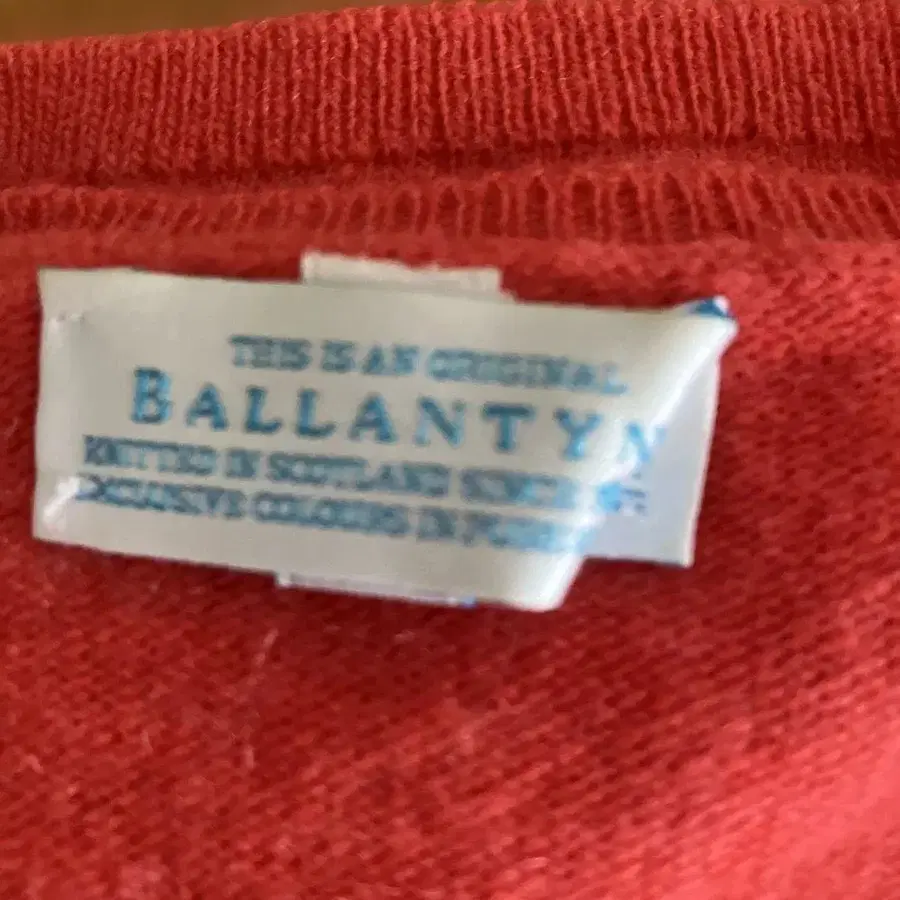 THIS IS AN ORIGINAL
BALLANTYN
KNITTED IN SCOTLAND SINCE
EXCLUSIVE COLOURS IN